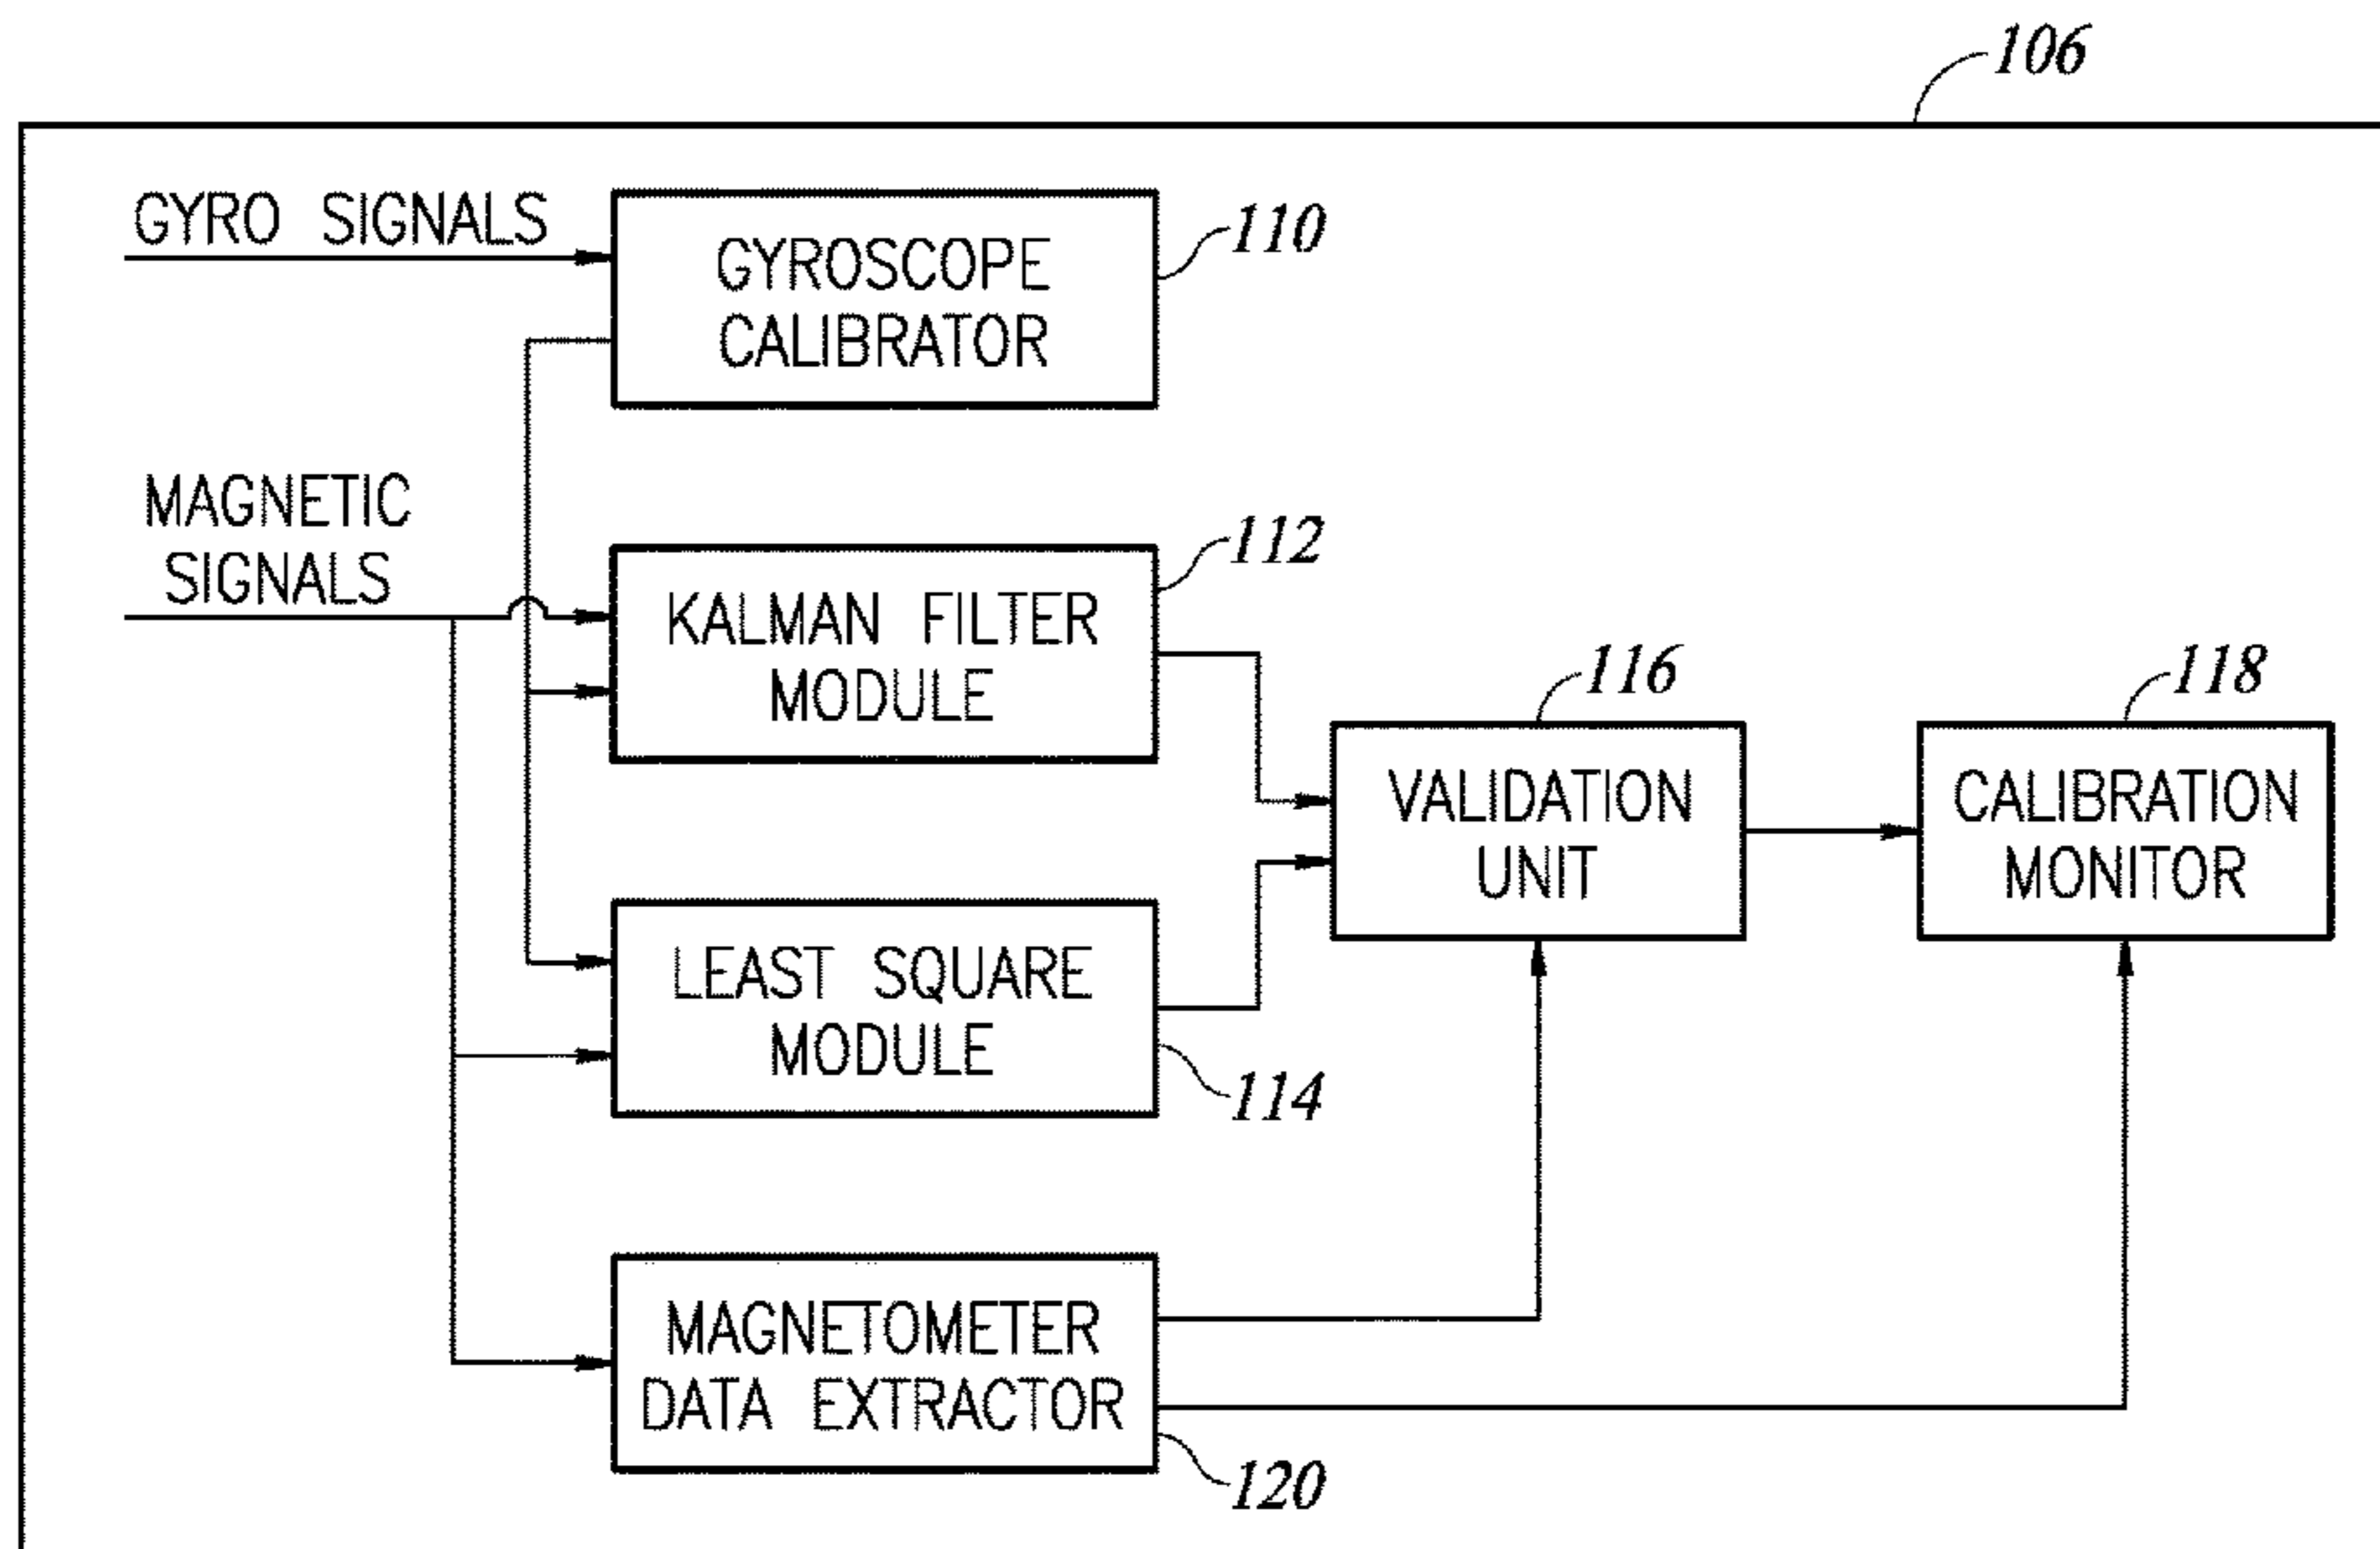 106
GYRO SIGNALS
GYROSCOPE
CALIBRATOR
110
MAGNETIC
SIGNALS
KALMAN FILTER
MODULE
112
LEAST SQUARE
MODULE
114
VALIDATION
UNIT
116
CALIBRATION
MONITOR
118
MAGNETOMETER
DATA EXTRACTOR
120